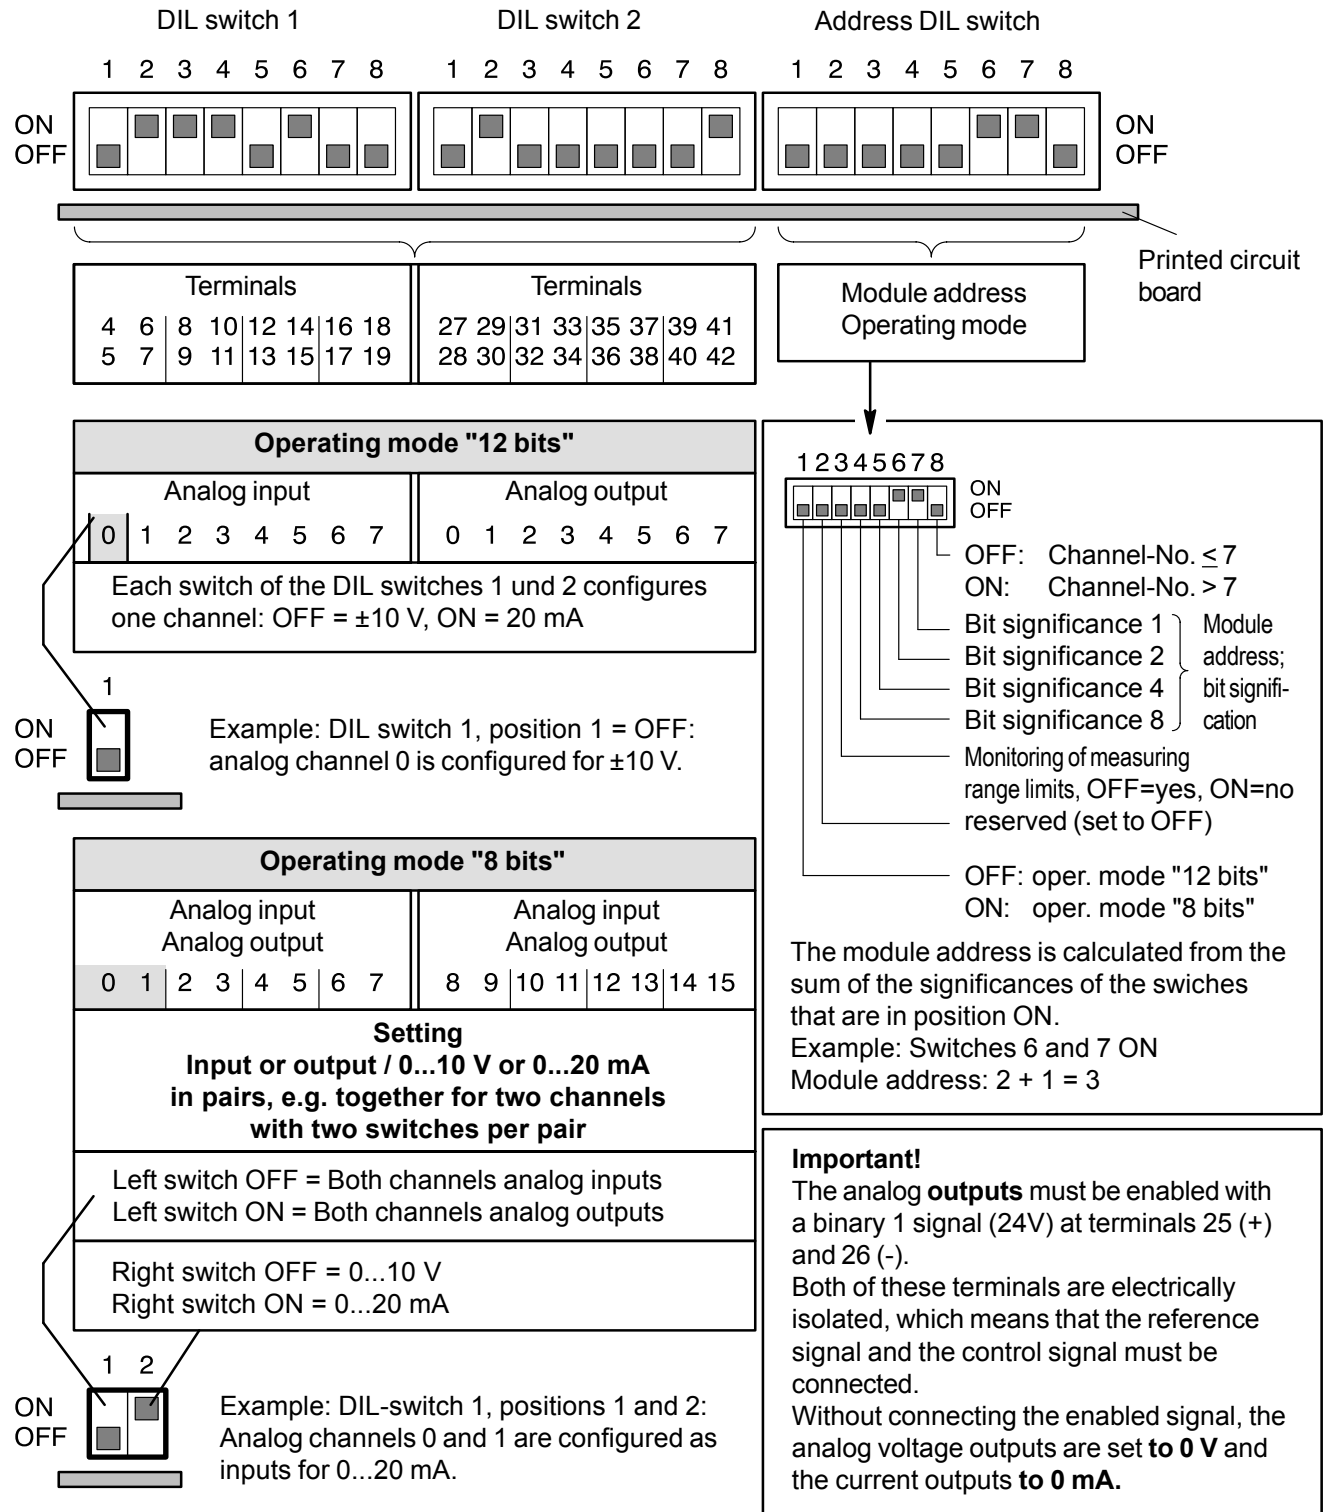 DIL switch 1 DIL switch 2 Address DIL switch
1 2 3 4 5 6 7 8 1 2 3 4 5 6 7 8 1 2 3 4 5 6 7 8
ON ON
OFF OFF
Printed circuit
board
Terminals Terminals
4 6 8 10 12 14 16 18 27 29 31 33 35 37 39 41
5 7 9 11 13 15 17 19 28 30 32 34 36 38 40 42
Module address
Operating mode
Operating mode "12 bits"
Analog input Analog output
0 1 2 3 4 5 6 7 0 1 2 3 4 5 6 7
Each switch of the DIL switches 1 und 2 configures
one channel: OFF = ±10 V, ON = 20 mA
1
ON
OFF
Example: DIL switch 1, position 1 = OFF:
analog channel 0 is configured for ±10 V.
Operating mode "8 bits"
Analog input Analog input
Analog output Analog output
0 1 2 3 4 5 6 7 8 9 10 11 12 13 14 15
Setting
Input or output / 0...10 V or 0...20 mA
in pairs, e.g. together for two channels
with two switches per pair
Left switch OFF = Both channels analog inputs
Left switch ON = Both channels analog outputs
Right switch OFF = 0...10 V
Right switch ON = 0...20 mA
1 2
ON
OFF
Example: DIL-switch 1, positions 1 and 2:
Analog channels 0 and 1 are configured as
inputs for 0...20 mA.
1 2 3 4 5 6 7 8
ON
OFF
OFF: Channel-No. ≤ 7
ON: Channel-No. > 7
Bit significance 1
Bit significance 2
Bit significance 4
Bit significance 8
Module
address;
bit signifi-
cation
Monitoring of measuring
range limits, OFF=yes, ON=no
reserved (set to OFF)
OFF: oper. mode "12 bits"
ON: oper. mode "8 bits"
The module address is calculated from the
sum of the significances of the swiches
that are in position ON.
Example: Switches 6 and 7 ON
Module address: 2 + 1 = 3
Important!
The analog outputs must be enabled with
a binary 1 signal (24V) at terminals 25 (+)
and 26 (-).
Both of these terminals are electrically
isolated, which means that the reference
signal and the control signal must be
connected.
Without connecting the enabled signal, the
analog voltage outputs are set to 0 V and
the current outputs to 0 mA.